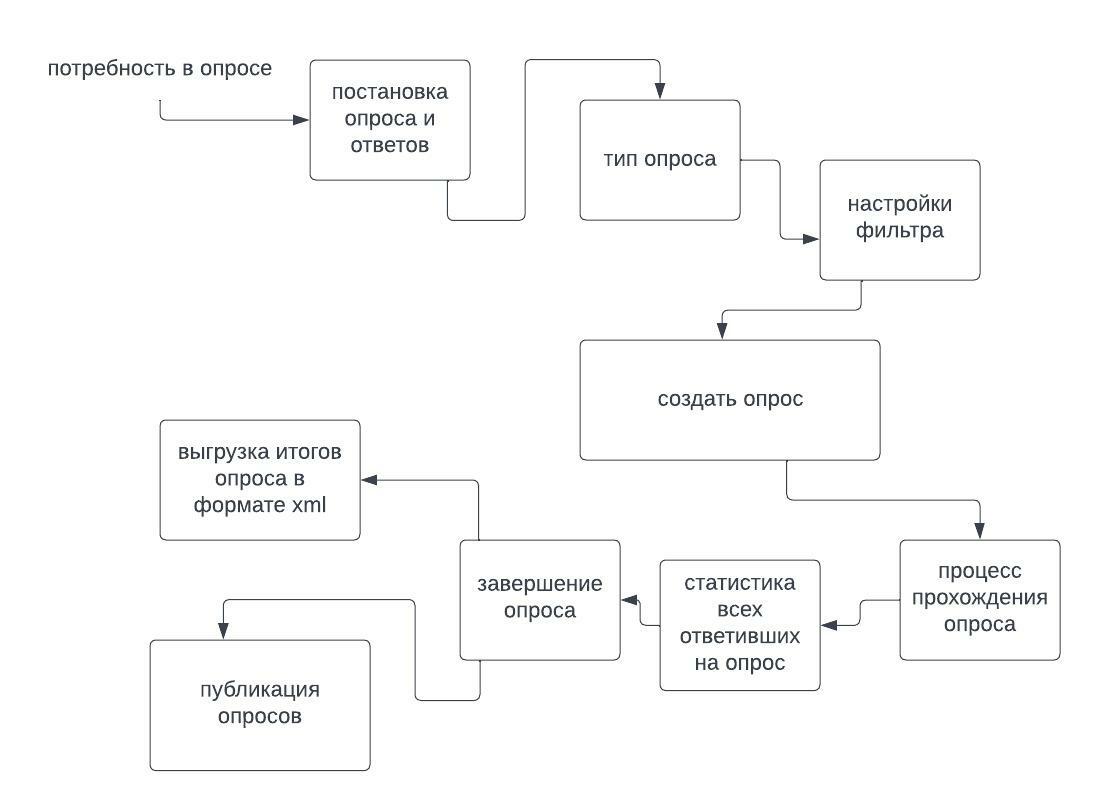 потребность в опросе
постановка
опроса и
ответов
тип опроса
настройки
фильтра
создать опрос
процесс
прохождения
опроса
статистика
всех
ответивших
на опрос
завершение
опроса
выгрузка итогов
опроса в
формате xml
публикация
опросов